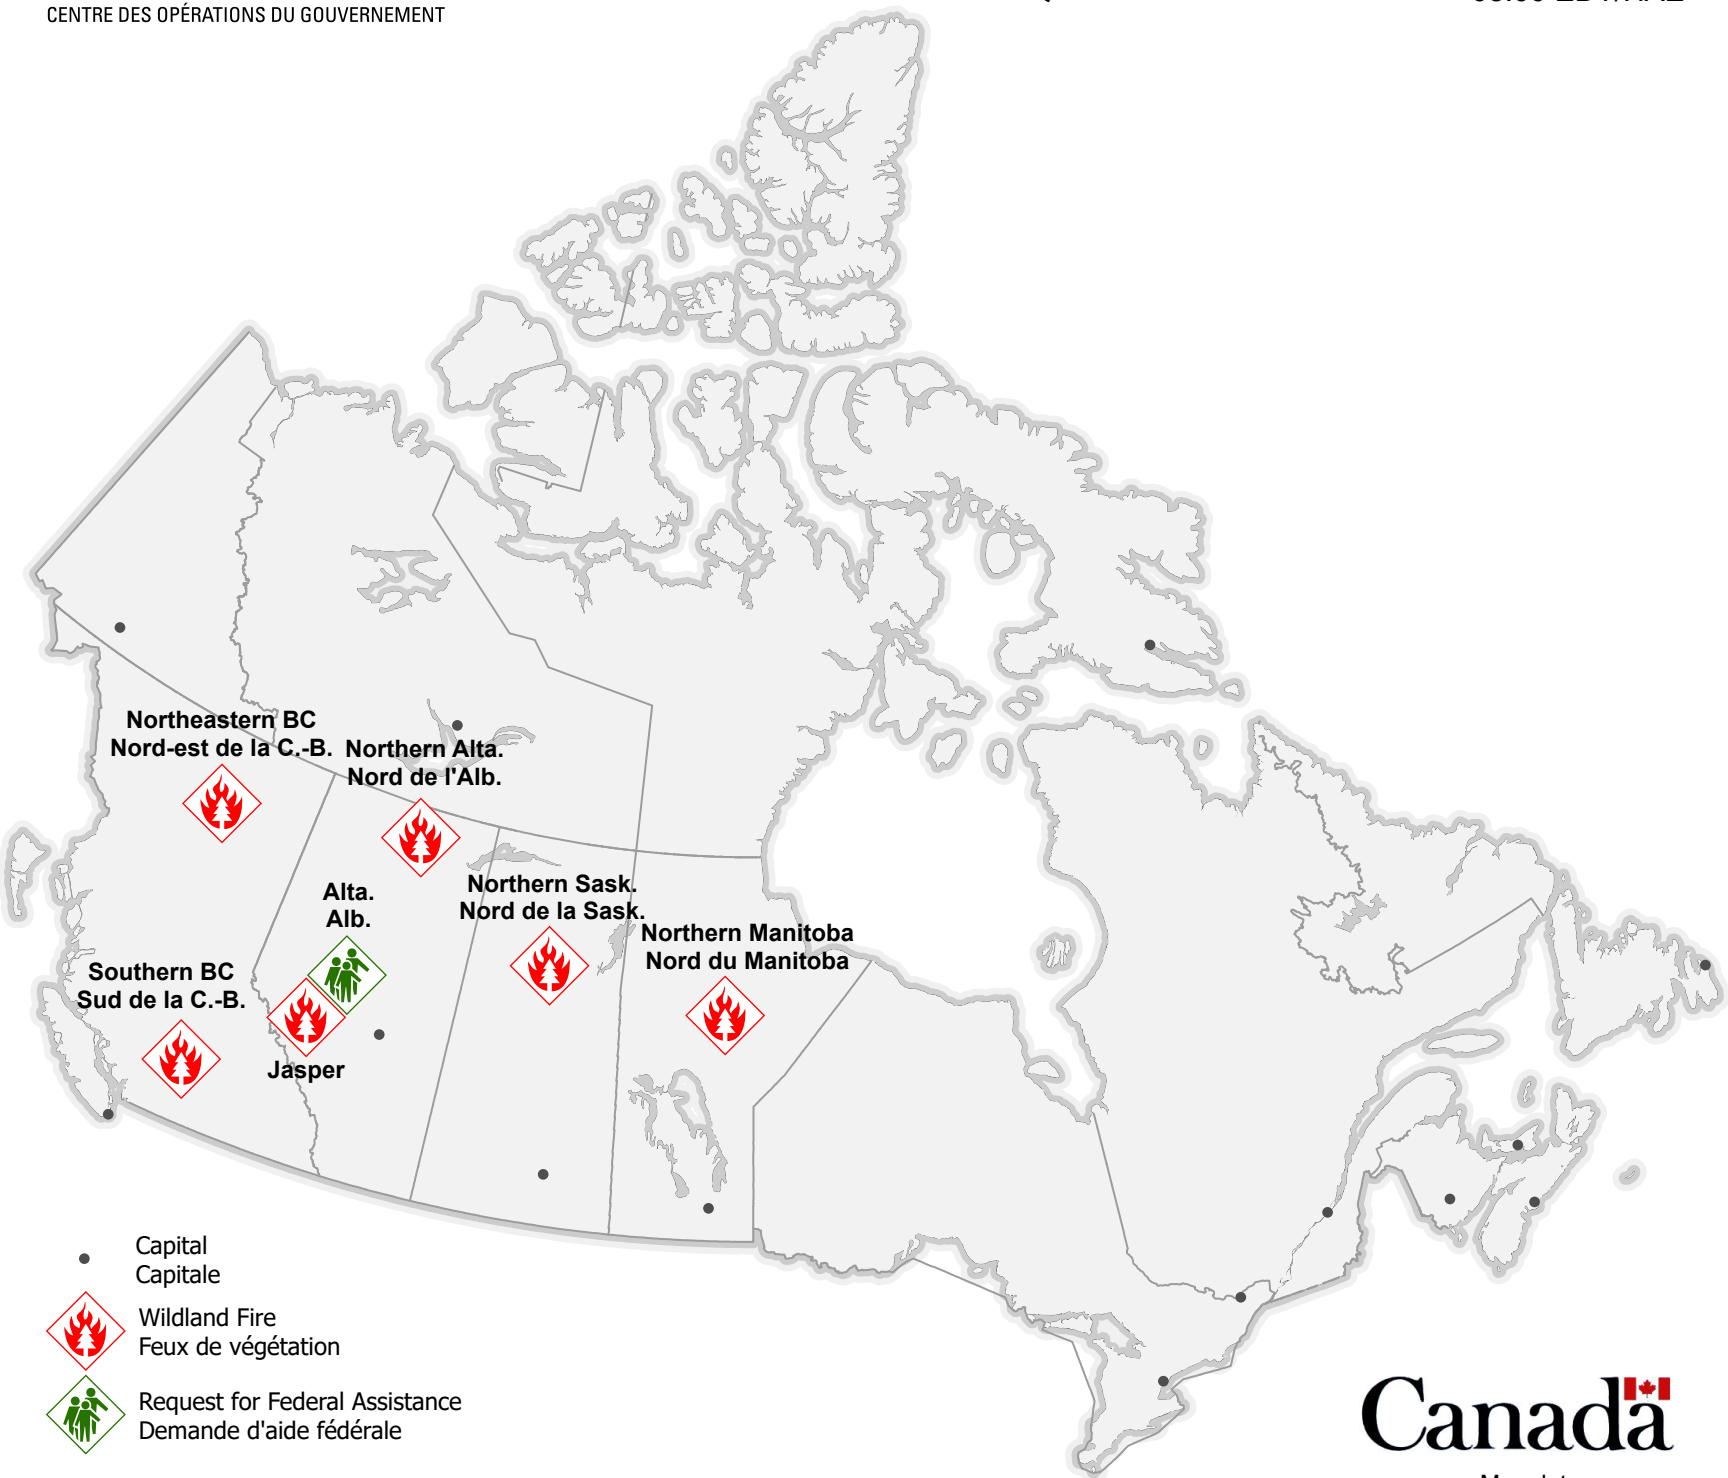 CENTRE DES OPÉRATIONS DU GOUVERNEMENT
Northeastern BC
Nord-est de la C.-B.
Northern Alta.
Nord de l'Alb.
Alta.
Alb.
Northern Sask.
Nord de la Sask.
Northern Manitoba
Nord du Manitoba
Southern BC
Sud de la C.-B.
Jasper
Capital
Capitale
Wildland Fire
Feux de végétation
Request for Federal Assistance
Demande d'aide fédérale
Canada